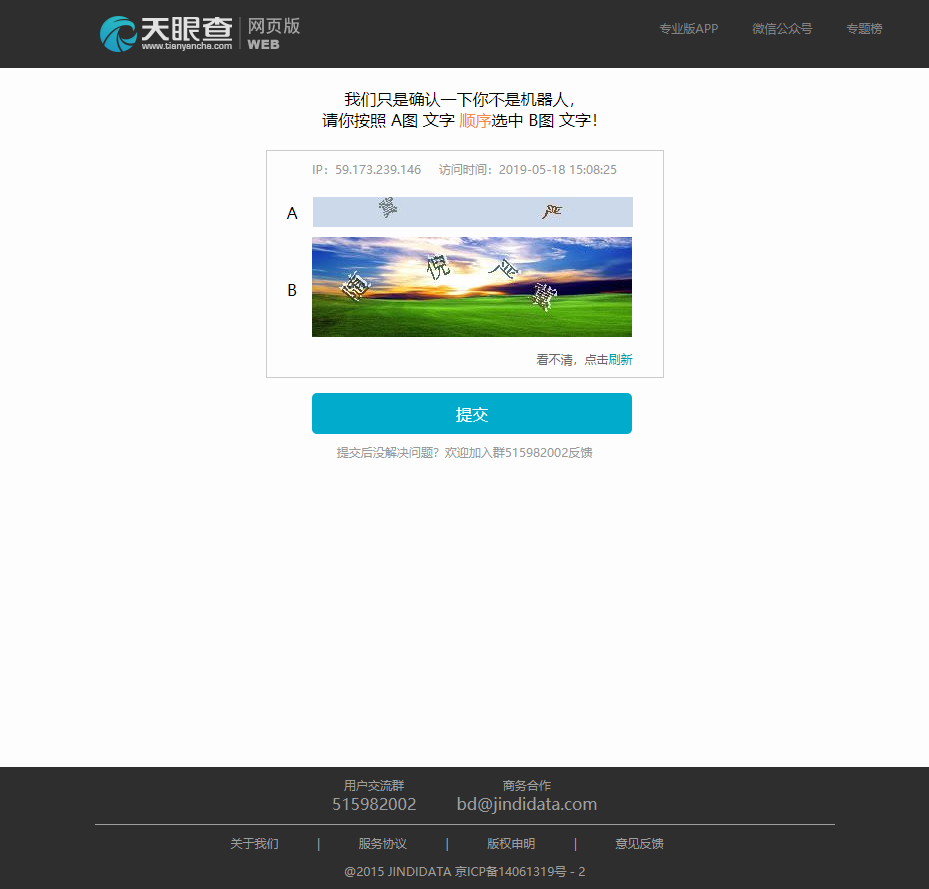 天眼查 网页版
www.tianyancha.com WEB
专业版APP 微信公众号 专题榜
我们只是确认一下你不是机器人，
请你按照 A图 文字 顺序选中 B图 文字！
IP：59.173.239.146 访问时间：2019-05-18 15:08:25
A
B
看不清，点击刷新
提交
提交后没解决问题？欢迎加入群515982002反馈
用户交流群 商务合作
515982002 bd@jindidata.com
关于我们 | 服务协议 | 版权申明 | 意见反馈
@2015 JINDIDATA 京ICP备14061319号 - 2